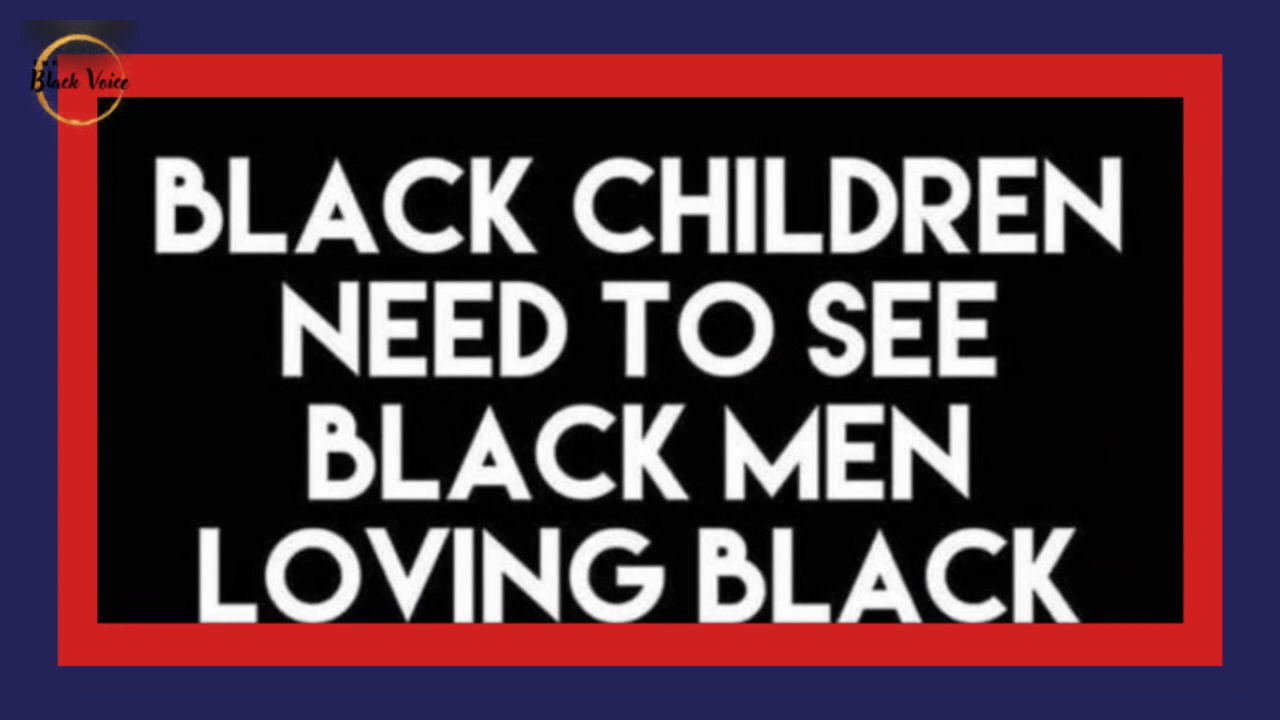 Black Voice
BLACK CHILDREN
NEED TO SEE
BLACK MEN
LOVING BLACK